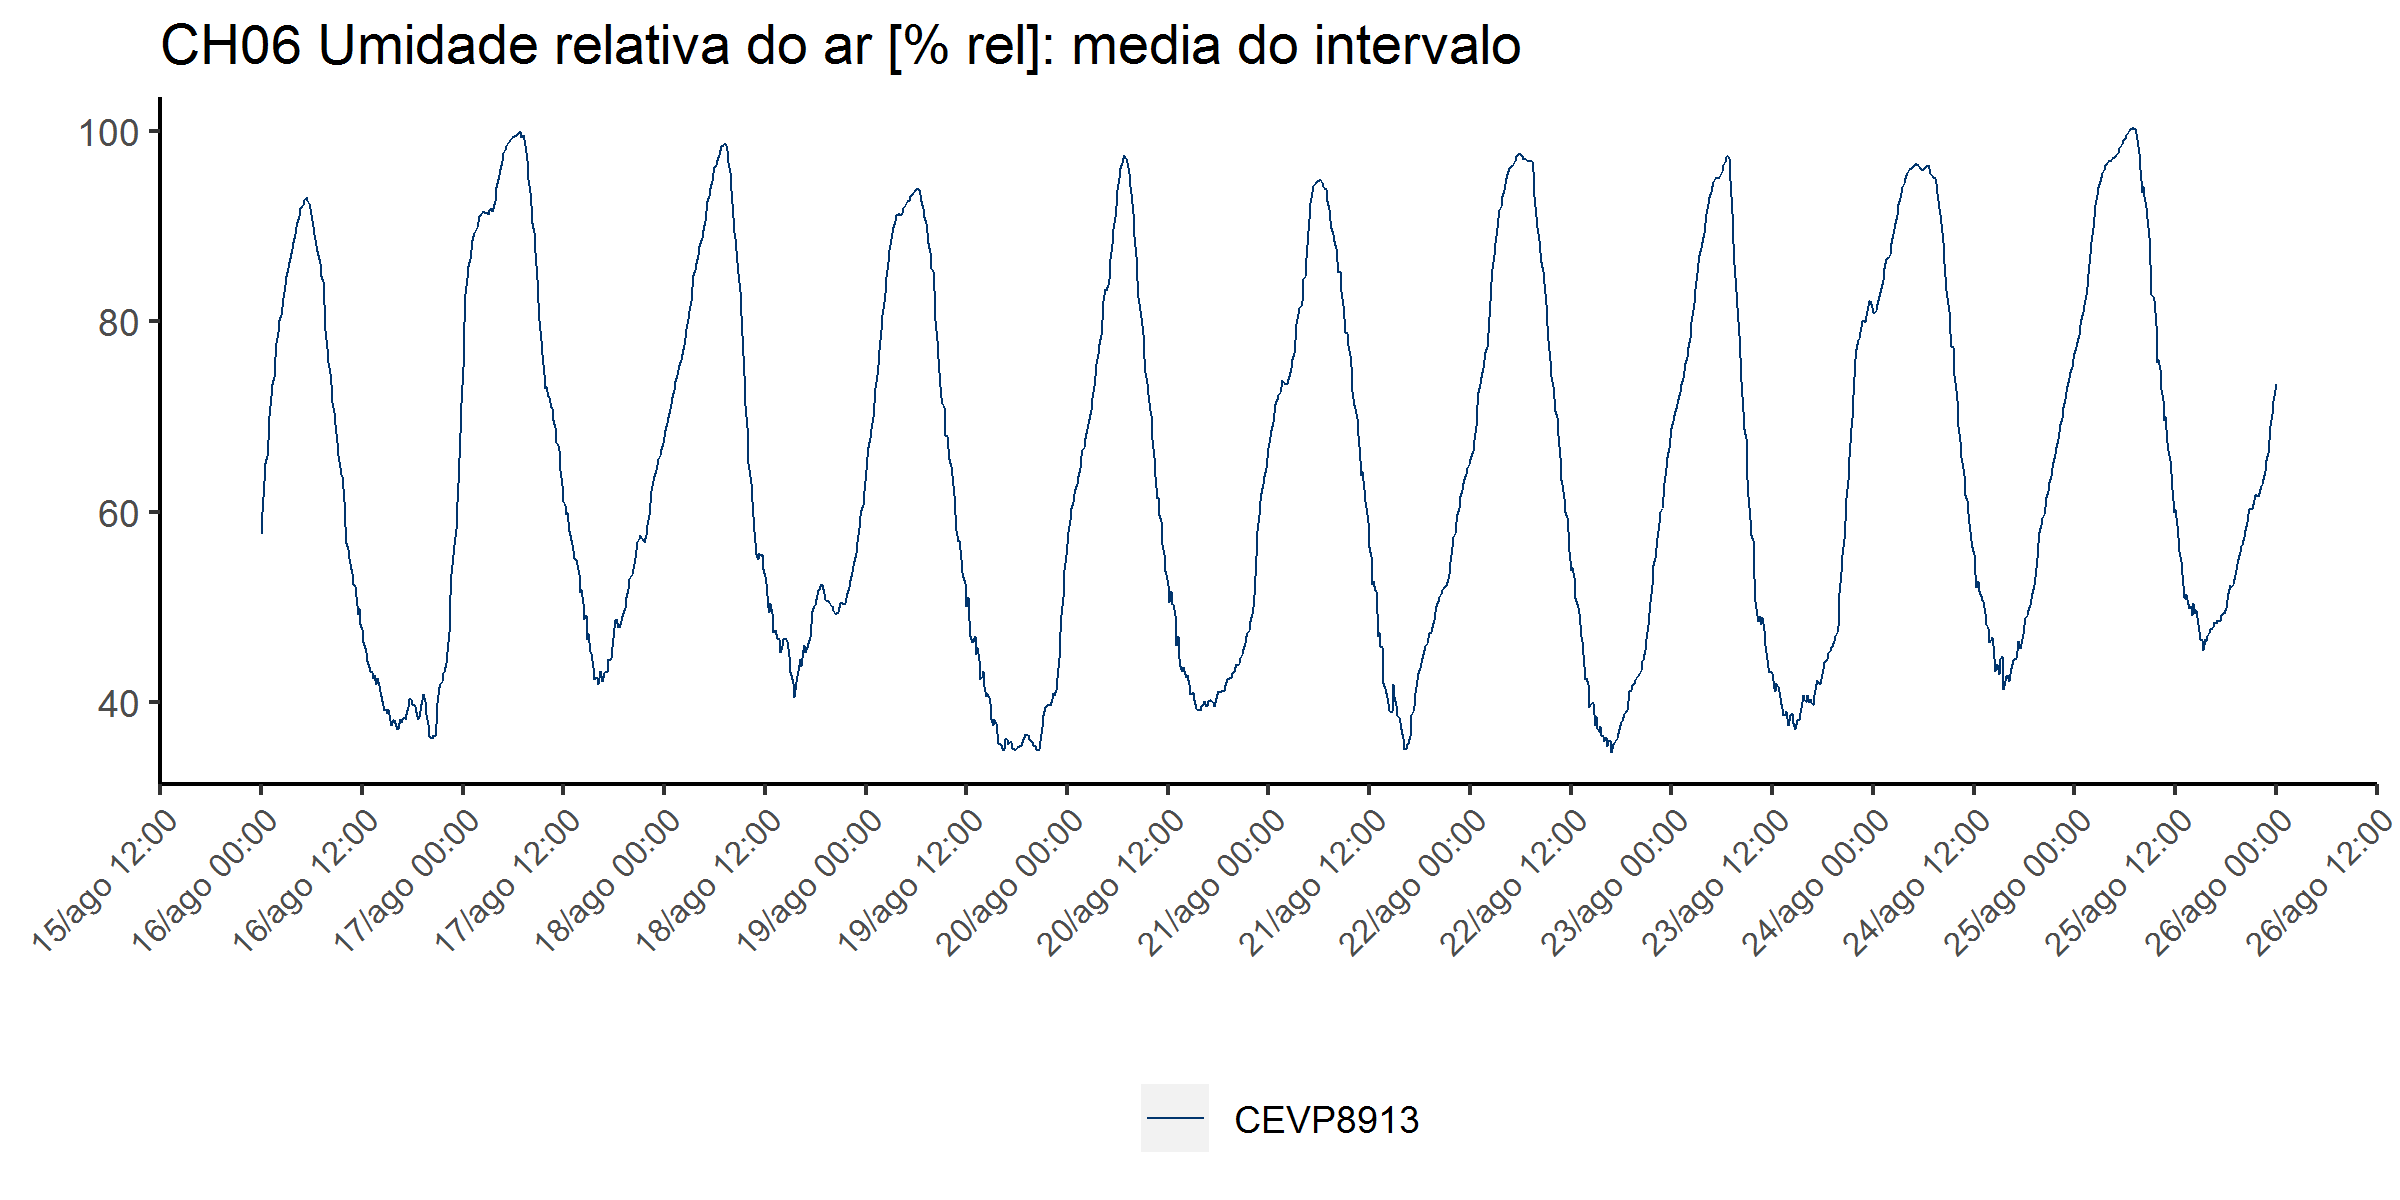 CH06 Umidade relativa do ar [% rel]: media do intervalo
100
80
60
40
15/ago 12:00
16/ago 00:00
16/ago 12:00
17/ago 00:00
17/ago 12:00
18/ago 00:00
18/ago 12:00
19/ago 00:00
19/ago 12:00
20/ago 00:00
20/ago 12:00
21/ago 00:00
21/ago 12:00
22/ago 00:00
22/ago 12:00
23/ago 00:00
23/ago 12:00
24/ago 00:00
24/ago 12:00
25/ago 00:00
25/ago 12:00
26/ago 00:00
26/ago 12:00
CEVP8913